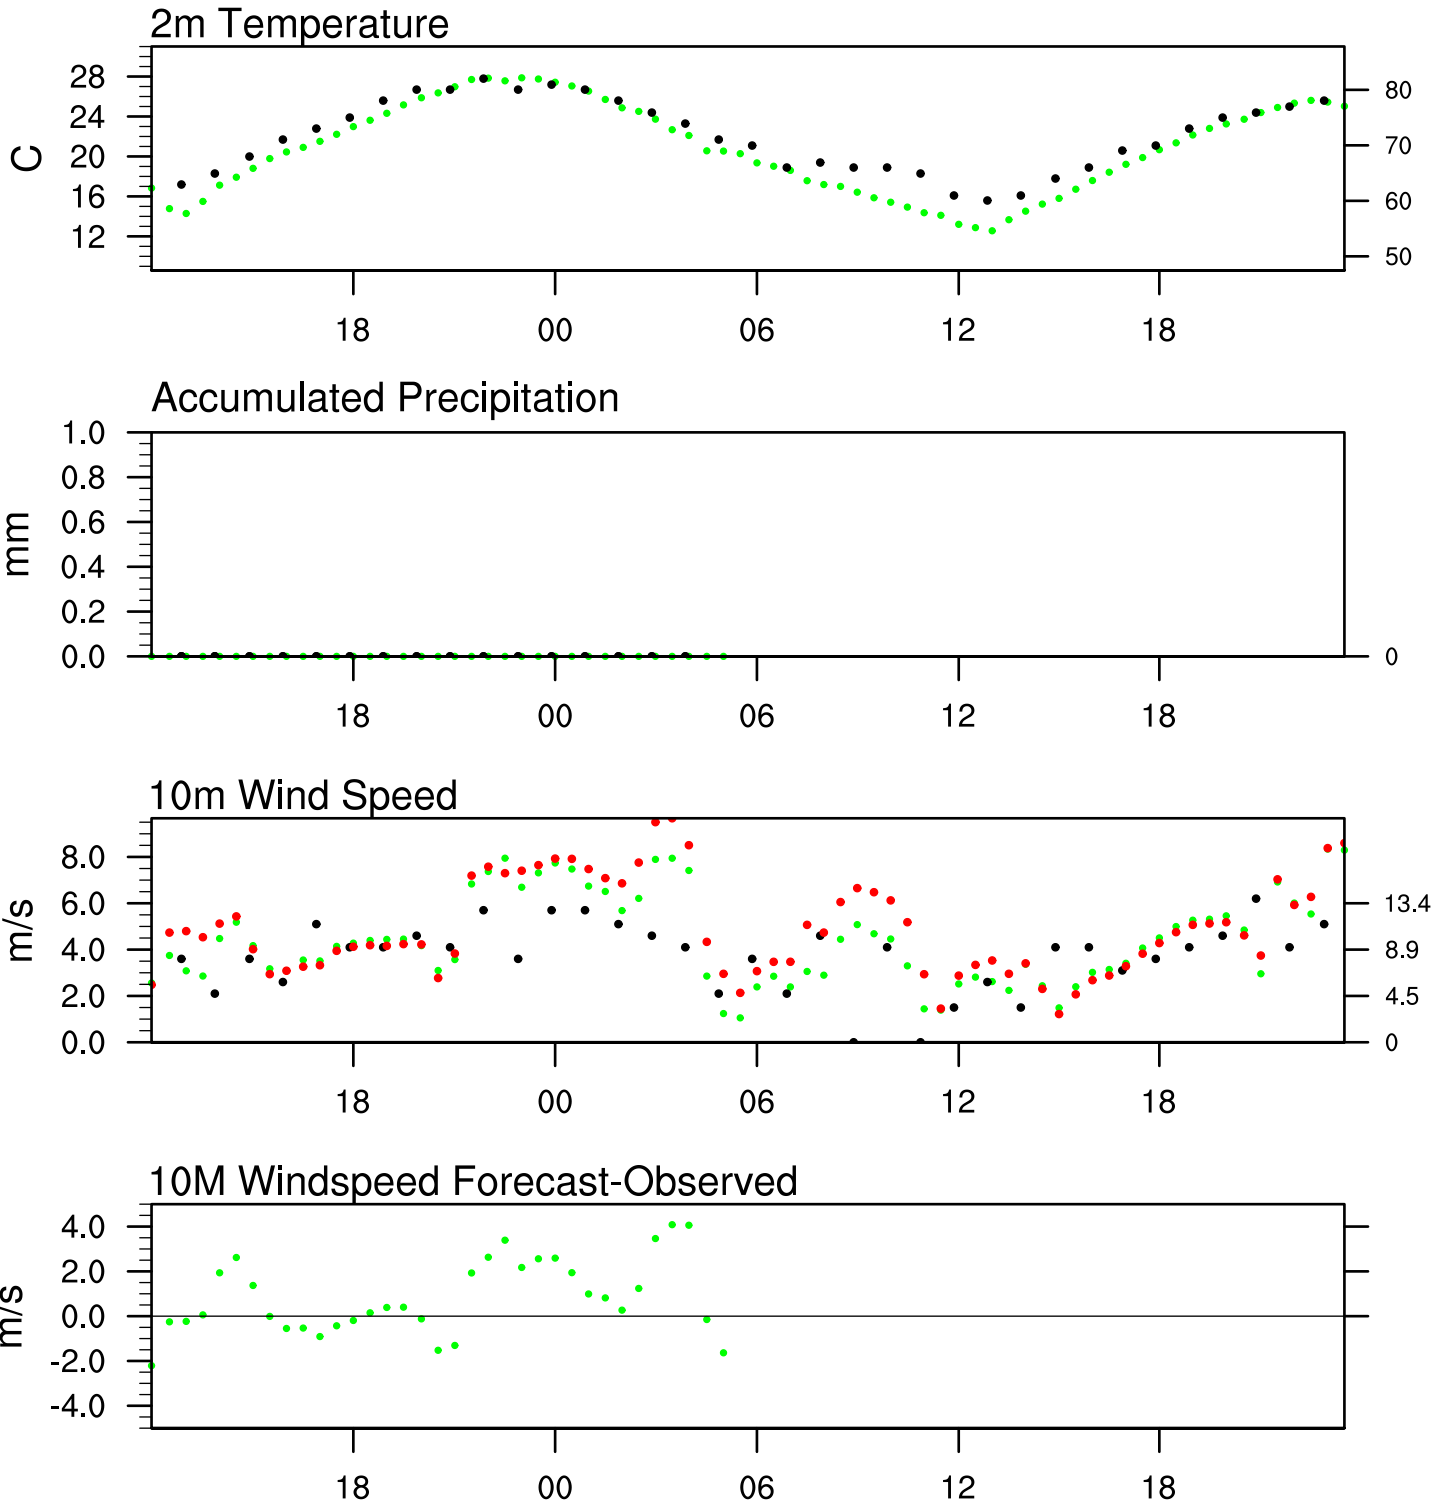 2m Temperature
C
28
24
20
16
12
80
70
60
50
18 00 06 12 18
Accumulated Precipitation
mm
1.0
0.8
0.6
0.4
0.2
0.0
0
18 00 06 12 18
10m Wind Speed
m/s
8.0
6.0
4.0
2.0
0.0
13.4
8.9
4.5
0
18 00 06 12 18
10M Windspeed Forecast-Observed
m/s
4.0
2.0
0.0
-2.0
-4.0
18 00 06 12 18